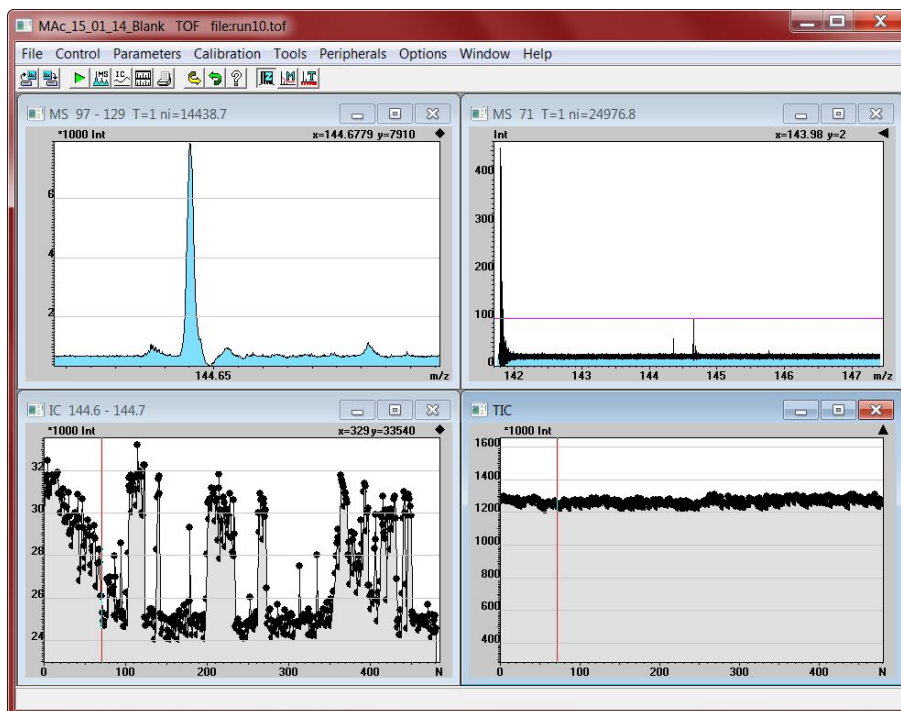 MAc_15_01_14_Blank TOF file:run10.tof
File Control Parameters Calibration Tools Peripherals Options Window Help
MS IC
MS 97 - 129 T=1 ni=14438.7
*1000 Int x=144.6779 y=7910
6
4
2
144.65 m/z
MS 71 T=1 ni=24976.8
Int x=143.98 y=2
400
300
200
100
0
142 143 144 145 146 147 m/z
IC 144.6 - 144.7
*1000 Int x=329 y=33540
32
30
28
26
24
0 100 200 300 400 N
TIC
*1000 Int
1600
1400
1200
1000
800
600
400
0 100 200 300 400 N